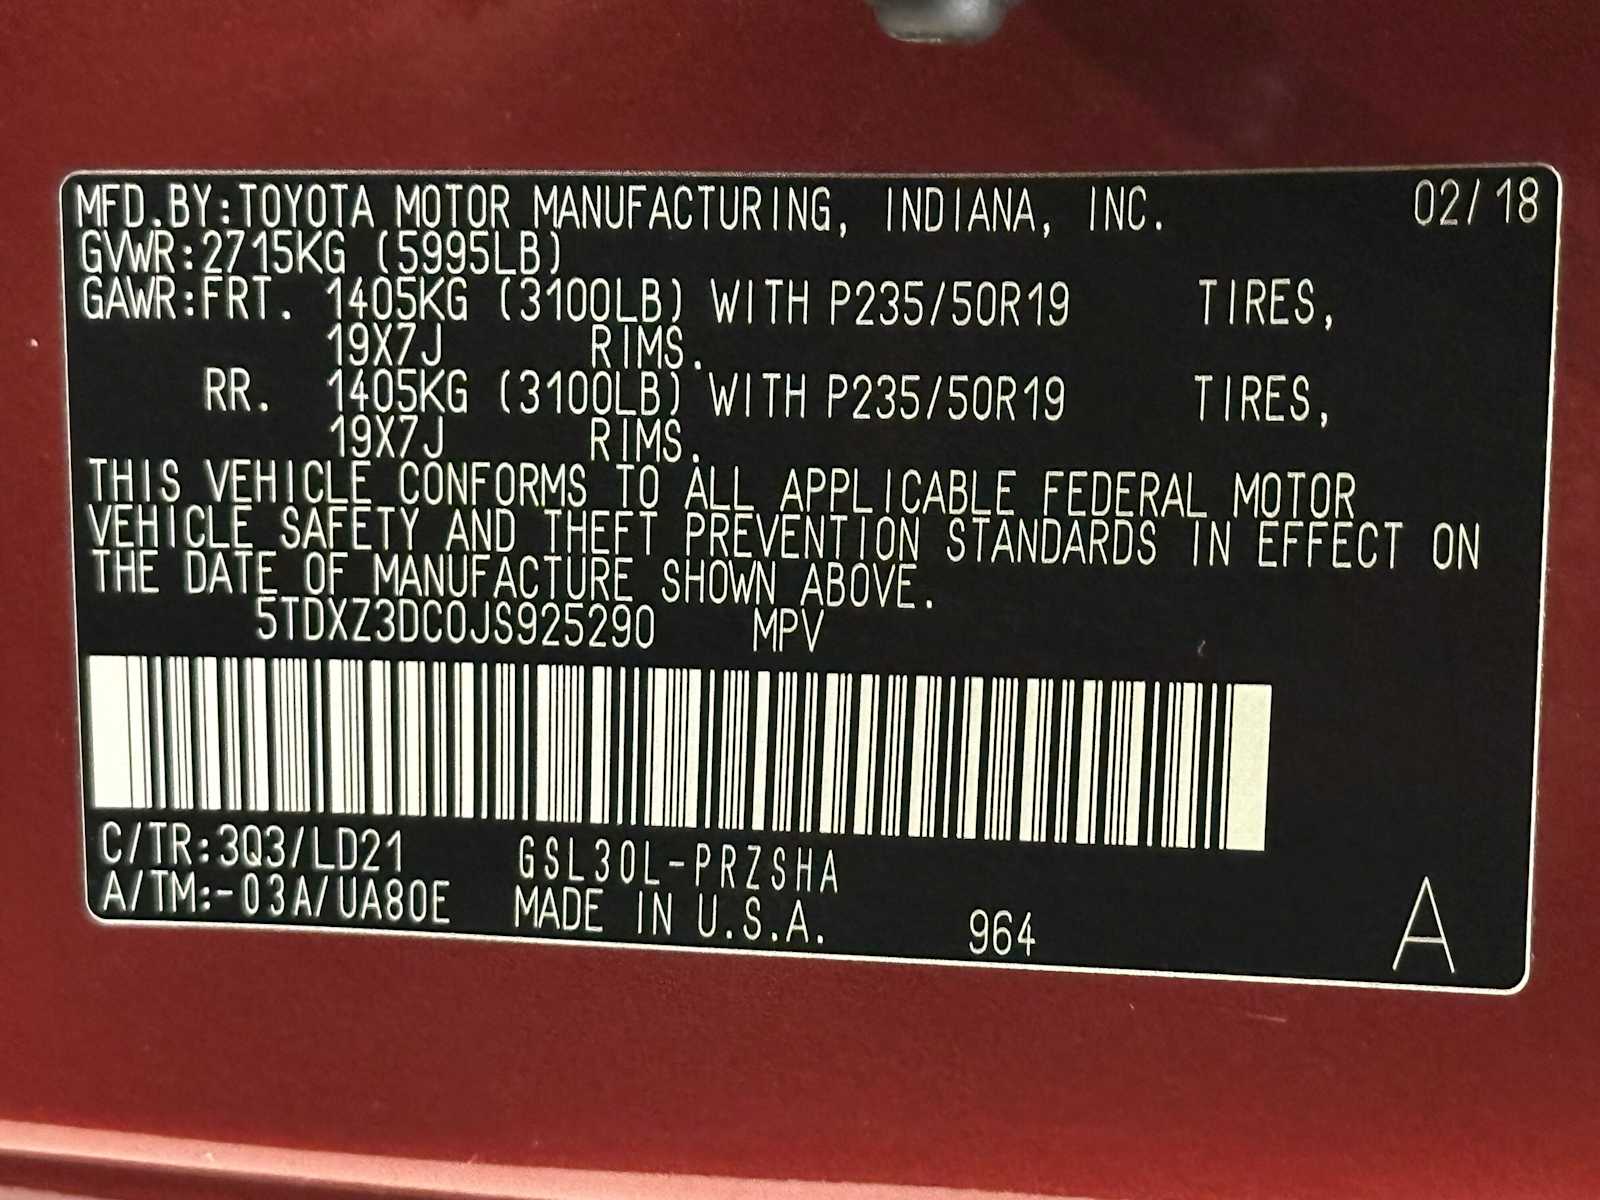 MFD.BY:TOYOTA MOTOR MANUFACTURING, INDIANA, INC. 02/18
GVWR:2715KG (5995LB)
GAWR:FRT. 1405KG (3100LB) WITH P235/50R19 TIRES,
19X7J RIMS.
RR. 1405KG (3100LB) WITH P235/50R19 TIRES,
19X7J RIMS.
THIS VEHICLE CONFORMS TO ALL APPLICABLE FEDERAL MOTOR
VEHICLE SAFETY AND THEFT PREVENTION STANDARDS IN EFFECT ON
THE DATE OF MANUFACTURE SHOWN ABOVE.
5TDXZ3DC0JS925290 MPV
C/TR:3Q3/LD21 GSL30L-PRZSHA
A/TM:-03A/UA80E MADE IN U.S.A. 964 A